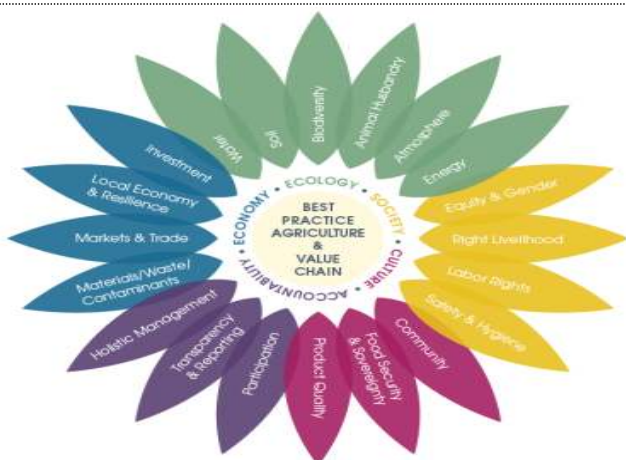 Biodiversity
Animal Husbandry
Atmosphere
Energy
Equity & Gender
Right Livelihood
Labor Rights
Safety & Hygiene
Community
Food Security
& Sovereignty
Product Quality
Participation
Transparency
& Reporting
Holistic Management
Materials/Waste/
Contaminants
Markets & Trade
Local Economy
& Resilience
Investment
Water
Soil
• ECOLOGY • SOCIETY • CULTURE • ACCOUNTABILITY • ECONOMY
BEST
PRACTICE
AGRICULTURE
&
VALUE
CHAIN